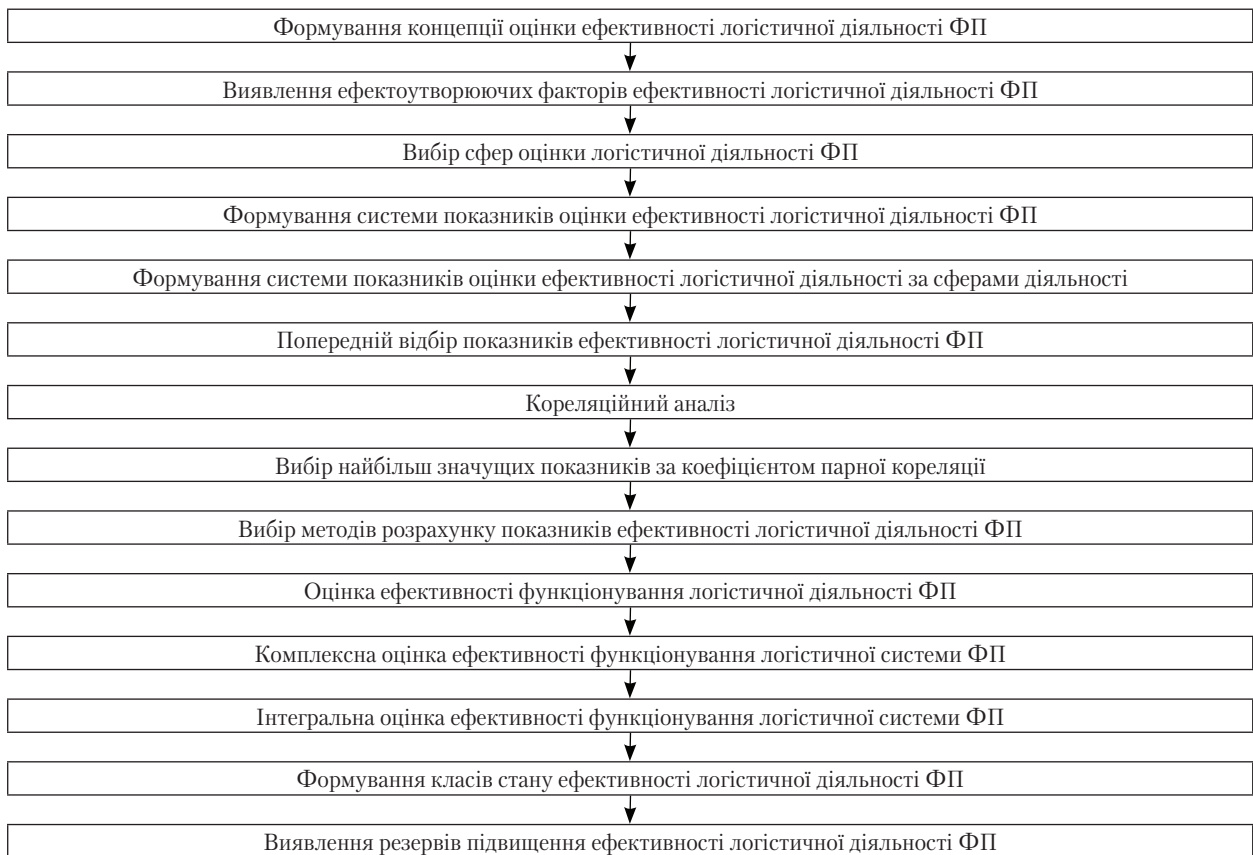 Формування концепції оцінки ефективності логістичної діяльності ФП
Виявлення ефектоутворюючих факторів ефективності логістичної діяльності ФП
Вибір сфер оцінки логістичної діяльності ФП
Формування системи показників оцінки ефективності логістичної діяльності ФП
Формування системи показників оцінки ефективності логістичної діяльності за сферами діяльності
Попередній відбір показників ефективності логістичної діяльності ФП
Кореляційний аналіз
Вибір найбільш значущих показників за коефіцієнтом парної кореляції
Вибір методів розрахунку показників ефективності логістичної діяльності ФП
Оцінка ефективності функціонування логістичної діяльності ФП
Комплексна оцінка ефективності функціонування логістичної системи ФП
Інтегральна оцінка ефективності функціонування логістичної системи ФП
Формування класів стану ефективності логістичної діяльності ФП
Виявлення резервів підвищення ефективності логістичної діяльності ФП